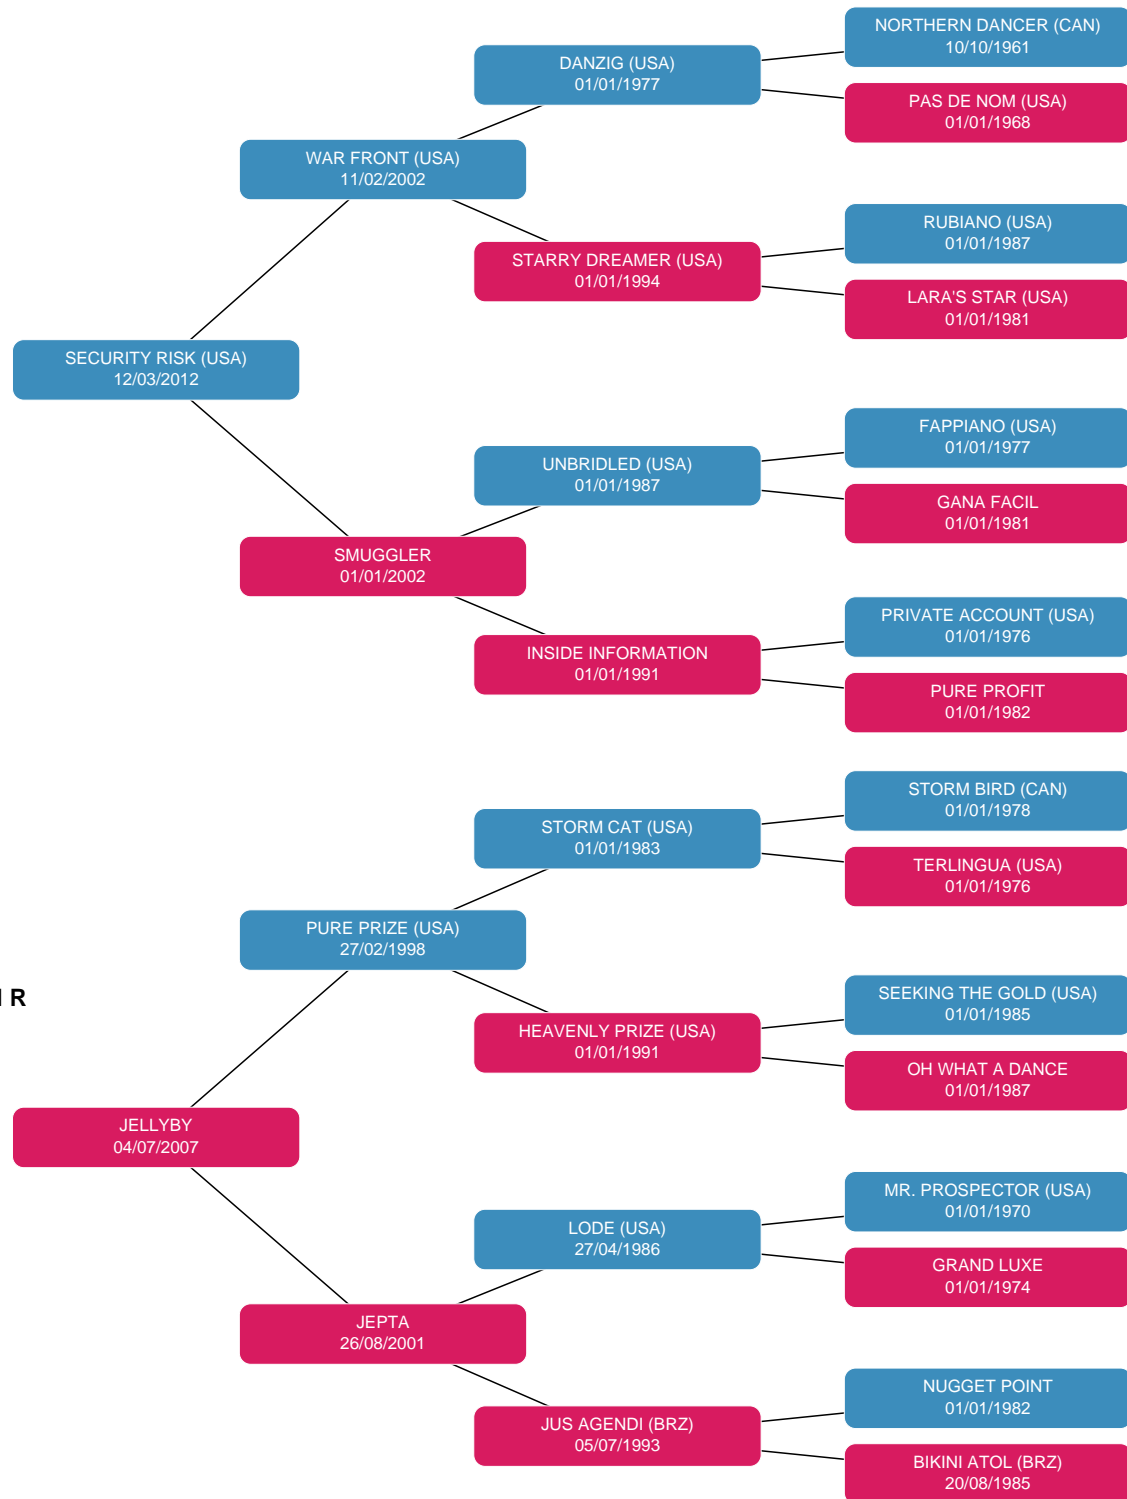 NORTHERN DANCER (CAN)
10/10/1961
DANZIG (USA)
01/01/1977
PAS DE NOM (USA)
01/01/1968
WAR FRONT (USA)
11/02/2002
RUBIANO (USA)
01/01/1987
STARRY DREAMER (USA)
01/01/1994
LARA'S STAR (USA)
01/01/1981
SECURITY RISK (USA)
12/03/2012
FAPPIANO (USA)
01/01/1977
UNBRIDLED (USA)
01/01/1987
GANA FACIL
01/01/1981
SMUGGLER
01/01/2002
PRIVATE ACCOUNT (USA)
01/01/1976
INSIDE INFORMATION
01/01/1991
PURE PROFIT
01/01/1982
STORM BIRD (CAN)
01/01/1978
STORM CAT (USA)
01/01/1983
TERLINGUA (USA)
01/01/1976
PURE PRIZE (USA)
27/02/1998
R
SEEKING THE GOLD (USA)
01/01/1985
HEAVENLY PRIZE (USA)
01/01/1991
OH WHAT A DANCE
01/01/1987
JELLYBY
04/07/2007
MR. PROSPECTOR (USA)
01/01/1970
LODE (USA)
27/04/1986
GRAND LUXE
01/01/1974
JEPTA
26/08/2001
NUGGET POINT
01/01/1982
JUS AGENDI (BRZ)
05/07/1993
BIKINI ATOL (BRZ)
20/08/1985